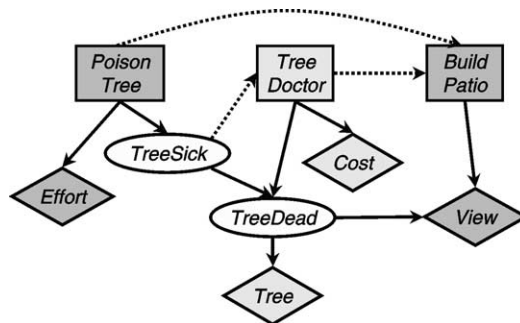 Poison
Tree
Tree
Doctor
Build
Patio
TreeSick
Cost
Effort
TreeDead
View
Tree